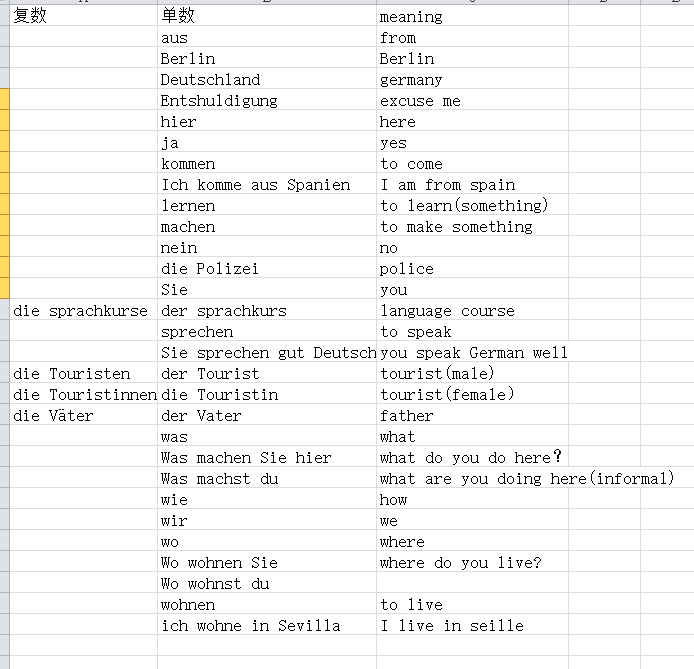 复数 单数 meaning
aus from
Berlin Berlin
Deutschland germany
Entshuldigung excuse me
hier here
ja yes
kommen to come
Ich komme aus Spanien I am from spain
lernen to learn(something)
machen to make something
nein no
die Polizei police
Sie you
die sprachkurse der sprachkurs language course
sprechen to speak
Sie sprechen gut Deutsch you speak German well
die Touristen der Tourist tourist(male)
die Touristinnen die Touristin tourist(female)
die Väter der Vater father
was what
Was machen Sie hier what do you do here?
Was machst du what are you doing here(informal)
wie how
wir we
wo where
Wo wohnen Sie where do you live?
Wo wohnst du
wohnen to live
ich wohne in Sevilla I live in seille